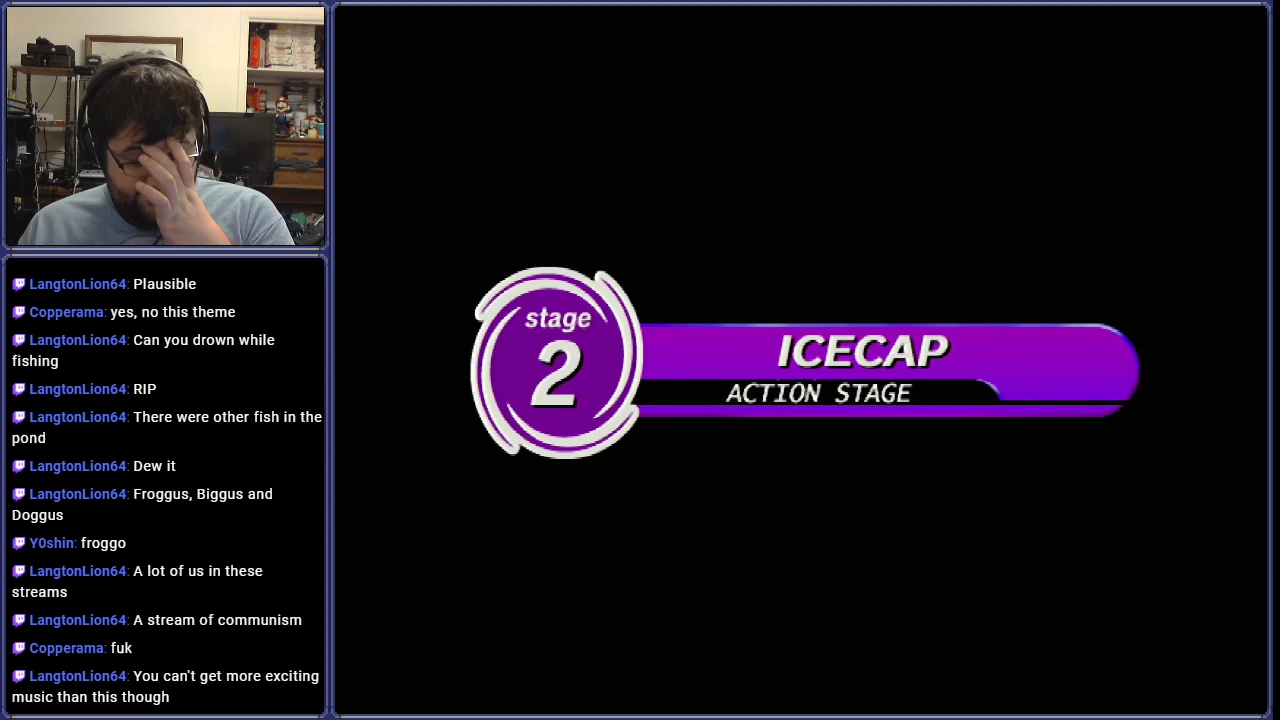 LangtonLion64: Plausible
Copperama: yes, no this theme
LangtonLion64: Can you drown while
fishing
LangtonLion64: RIP
LangtonLion64: There were other fish in the
pond
LangtonLion64: Dew it
LangtonLion64: Froggus, Biggus and
Doggus
Y0shin: froggo
LangtonLion64: A lot of us in these
streams
LangtonLion64: A stream of communism
Copperama: fuk
LangtonLion64: You can't get more exciting
music than this though
stage
2
ICECAP
ACTION STAGE